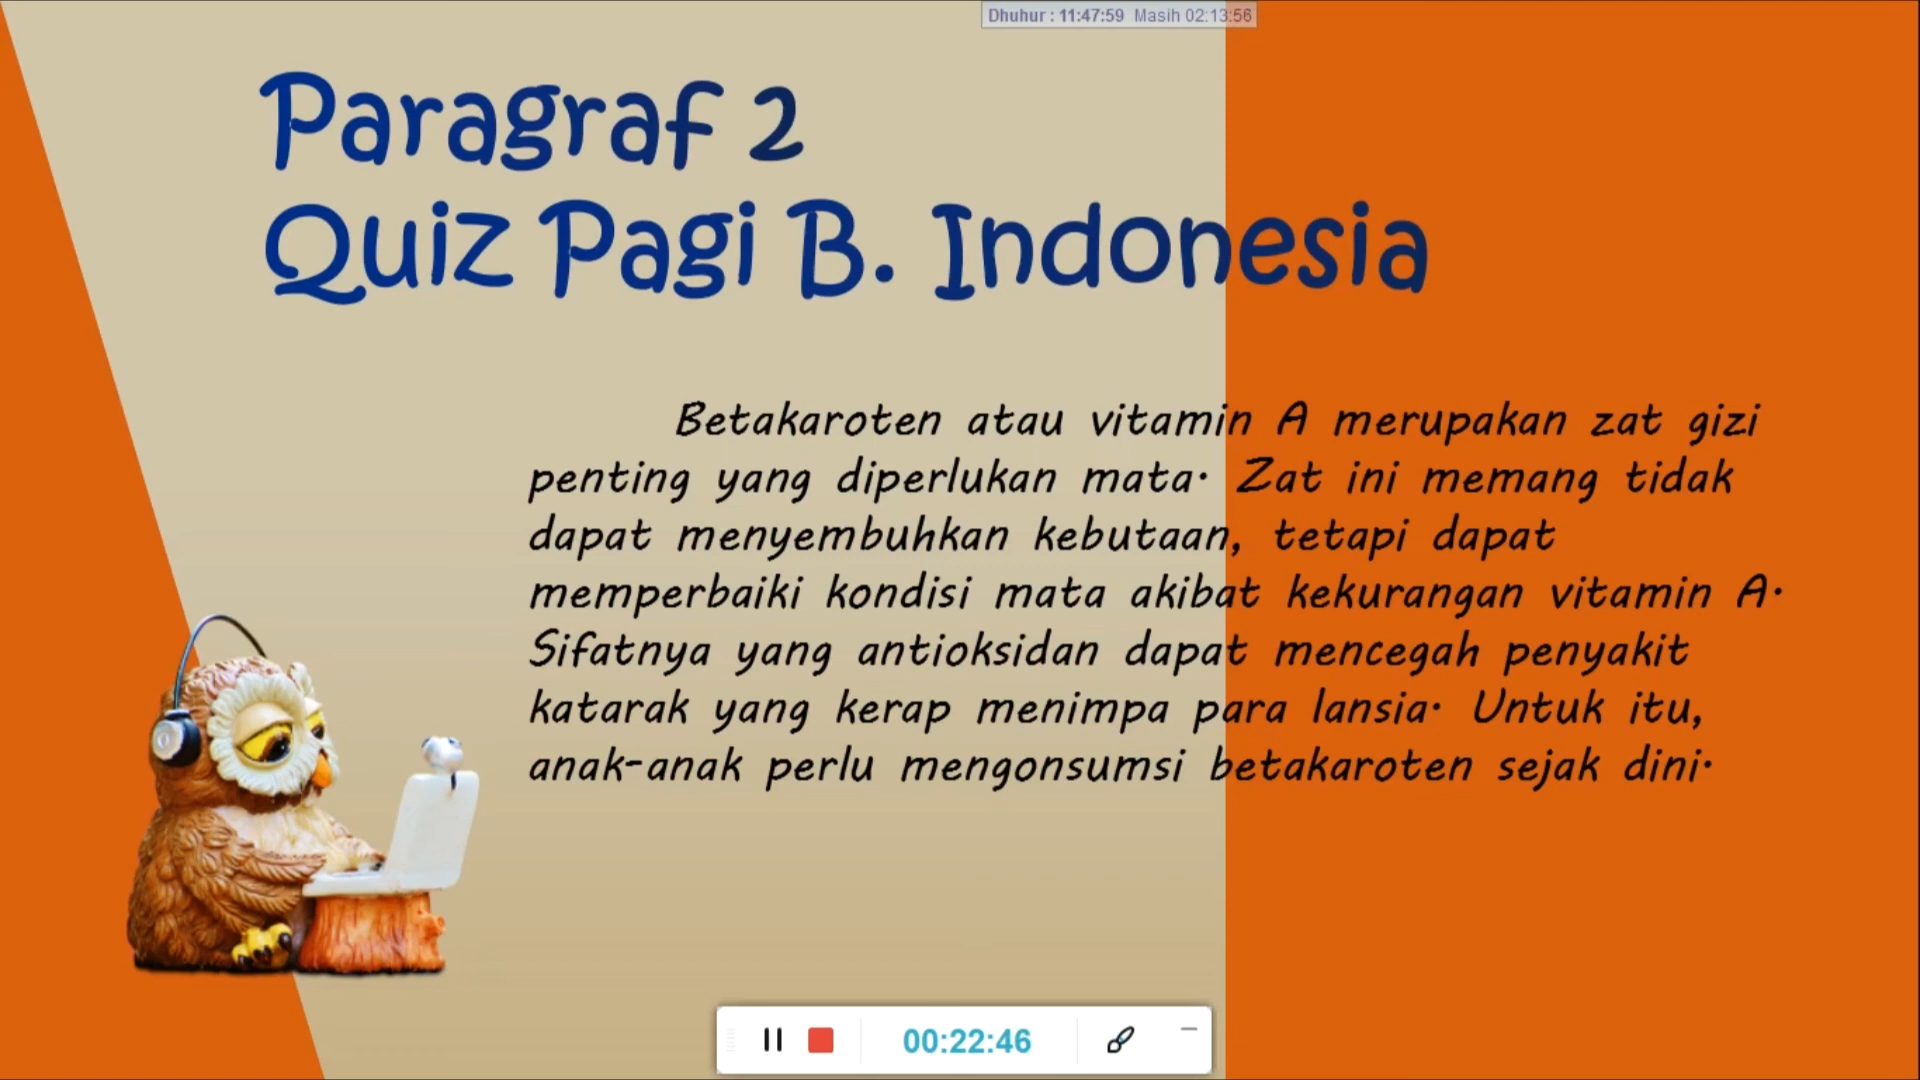 Dhuhur : 11:47:59 Masih 02:13:56
Paragraf 2
Quiz Pagi B. Indonesia
Betakaroten atau vitamin A merupakan zat gizi
penting yang diperlukan mata. Zat ini memang tidak
dapat menyembuhkan kebutaan, tetapi dapat
memperbaiki kondisi mata akibat kekurangan vitamin A.
Sifatnya yang antioksidan dapat mencegah penyakit
katarak yang kerap menimpa para lansia. Untuk itu,
anak-anak perlu mengonsumsi betakaroten sejak dini.
00:22:46